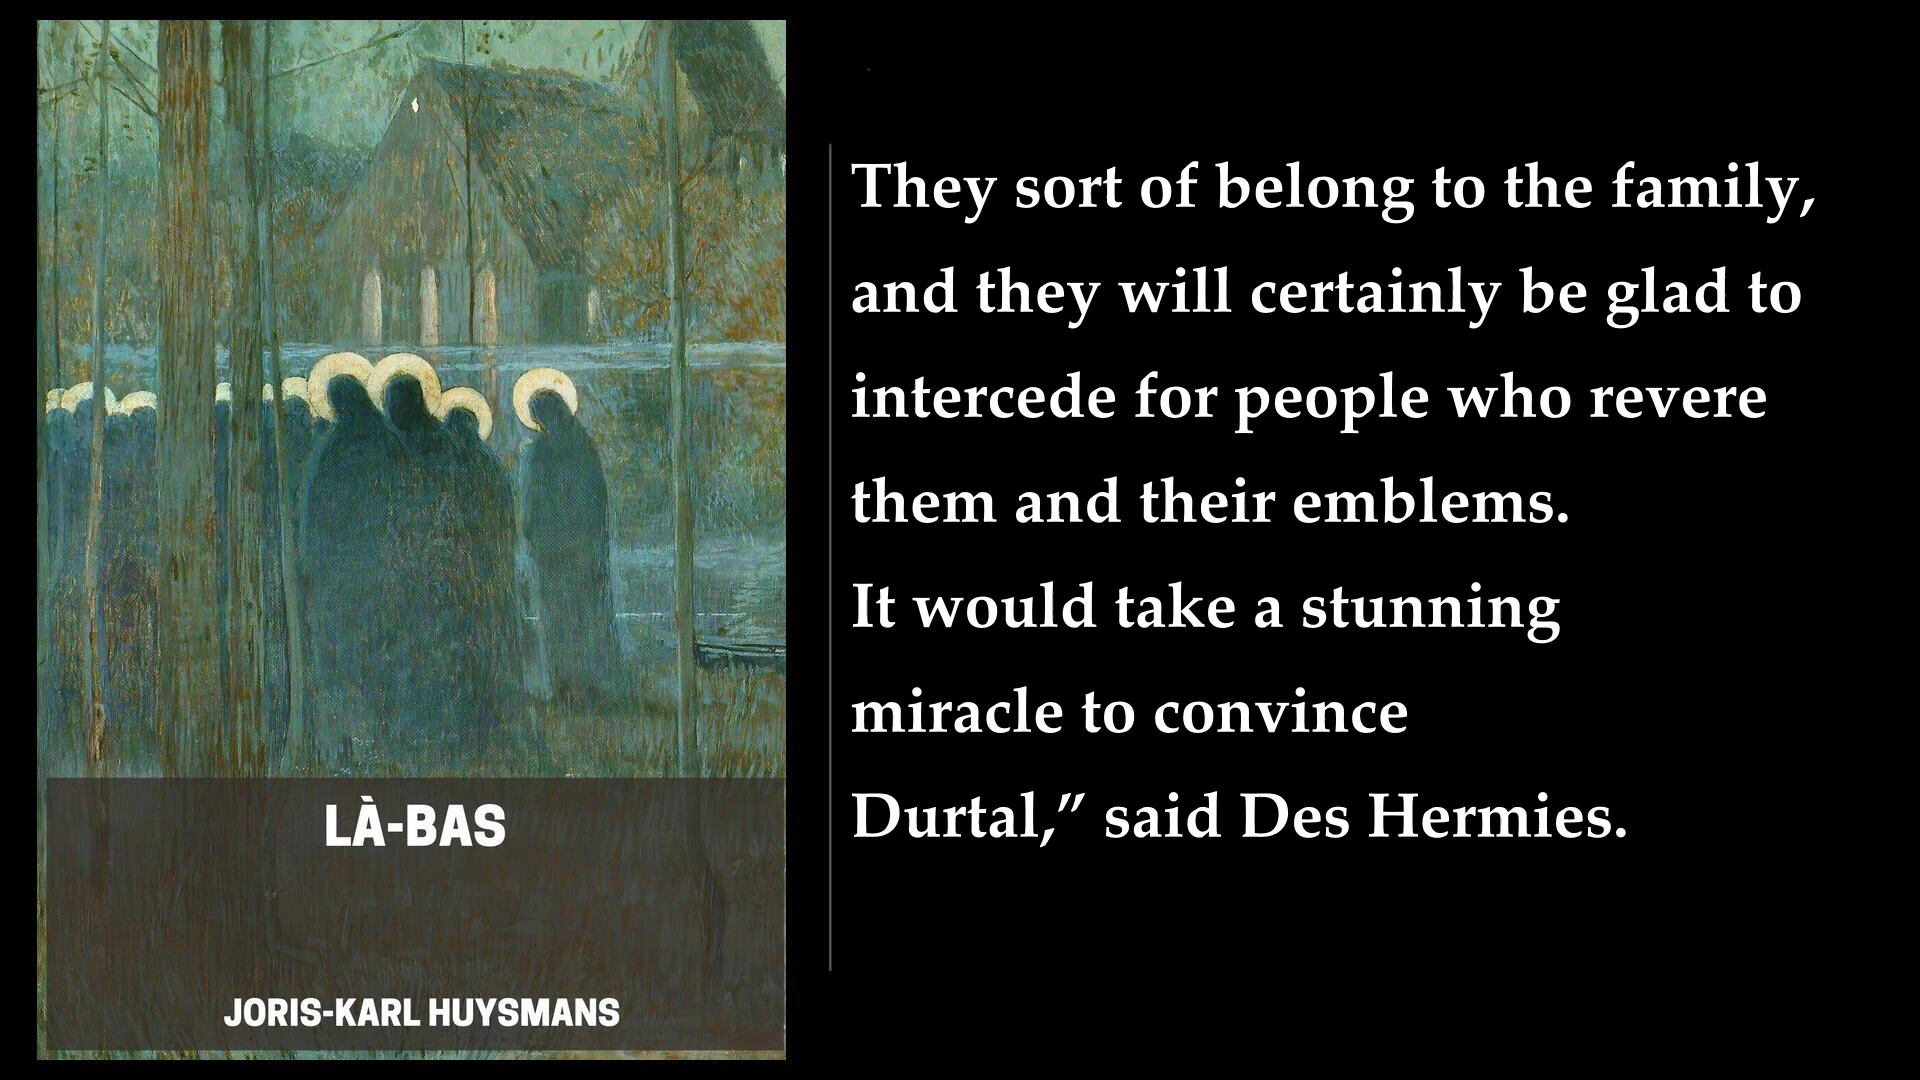 LÀ-BAS
JORIS-KARL HUYSMANS
They sort of belong to the family,
and they will certainly be glad to
intercede for people who revere
them and their emblems.
It would take a stunning
miracle to convince
Durtal,” said Des Hermies.